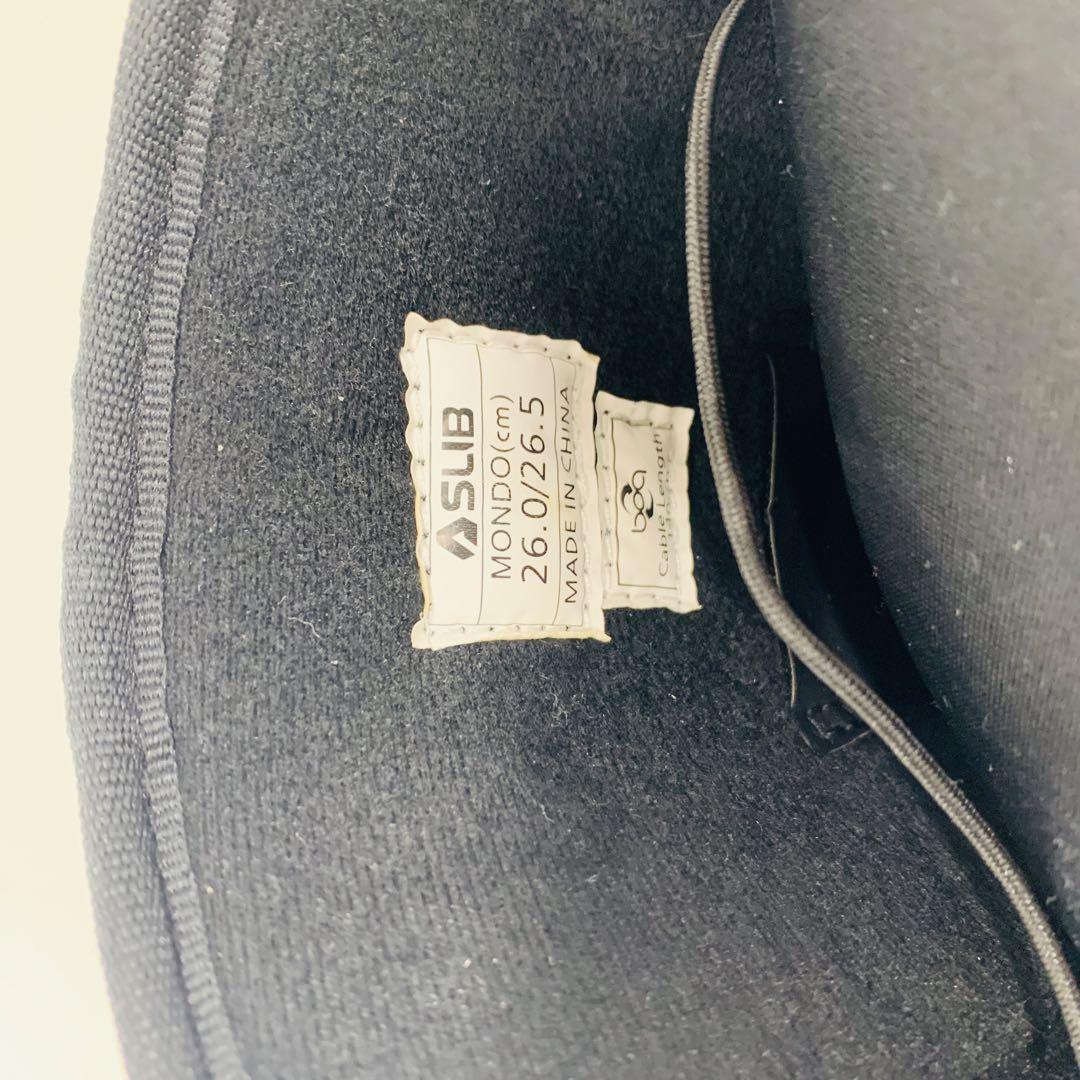 SLIB
MONDO(cm)
26.0/26.5
MADE IN CHINA
boa
Cable Length